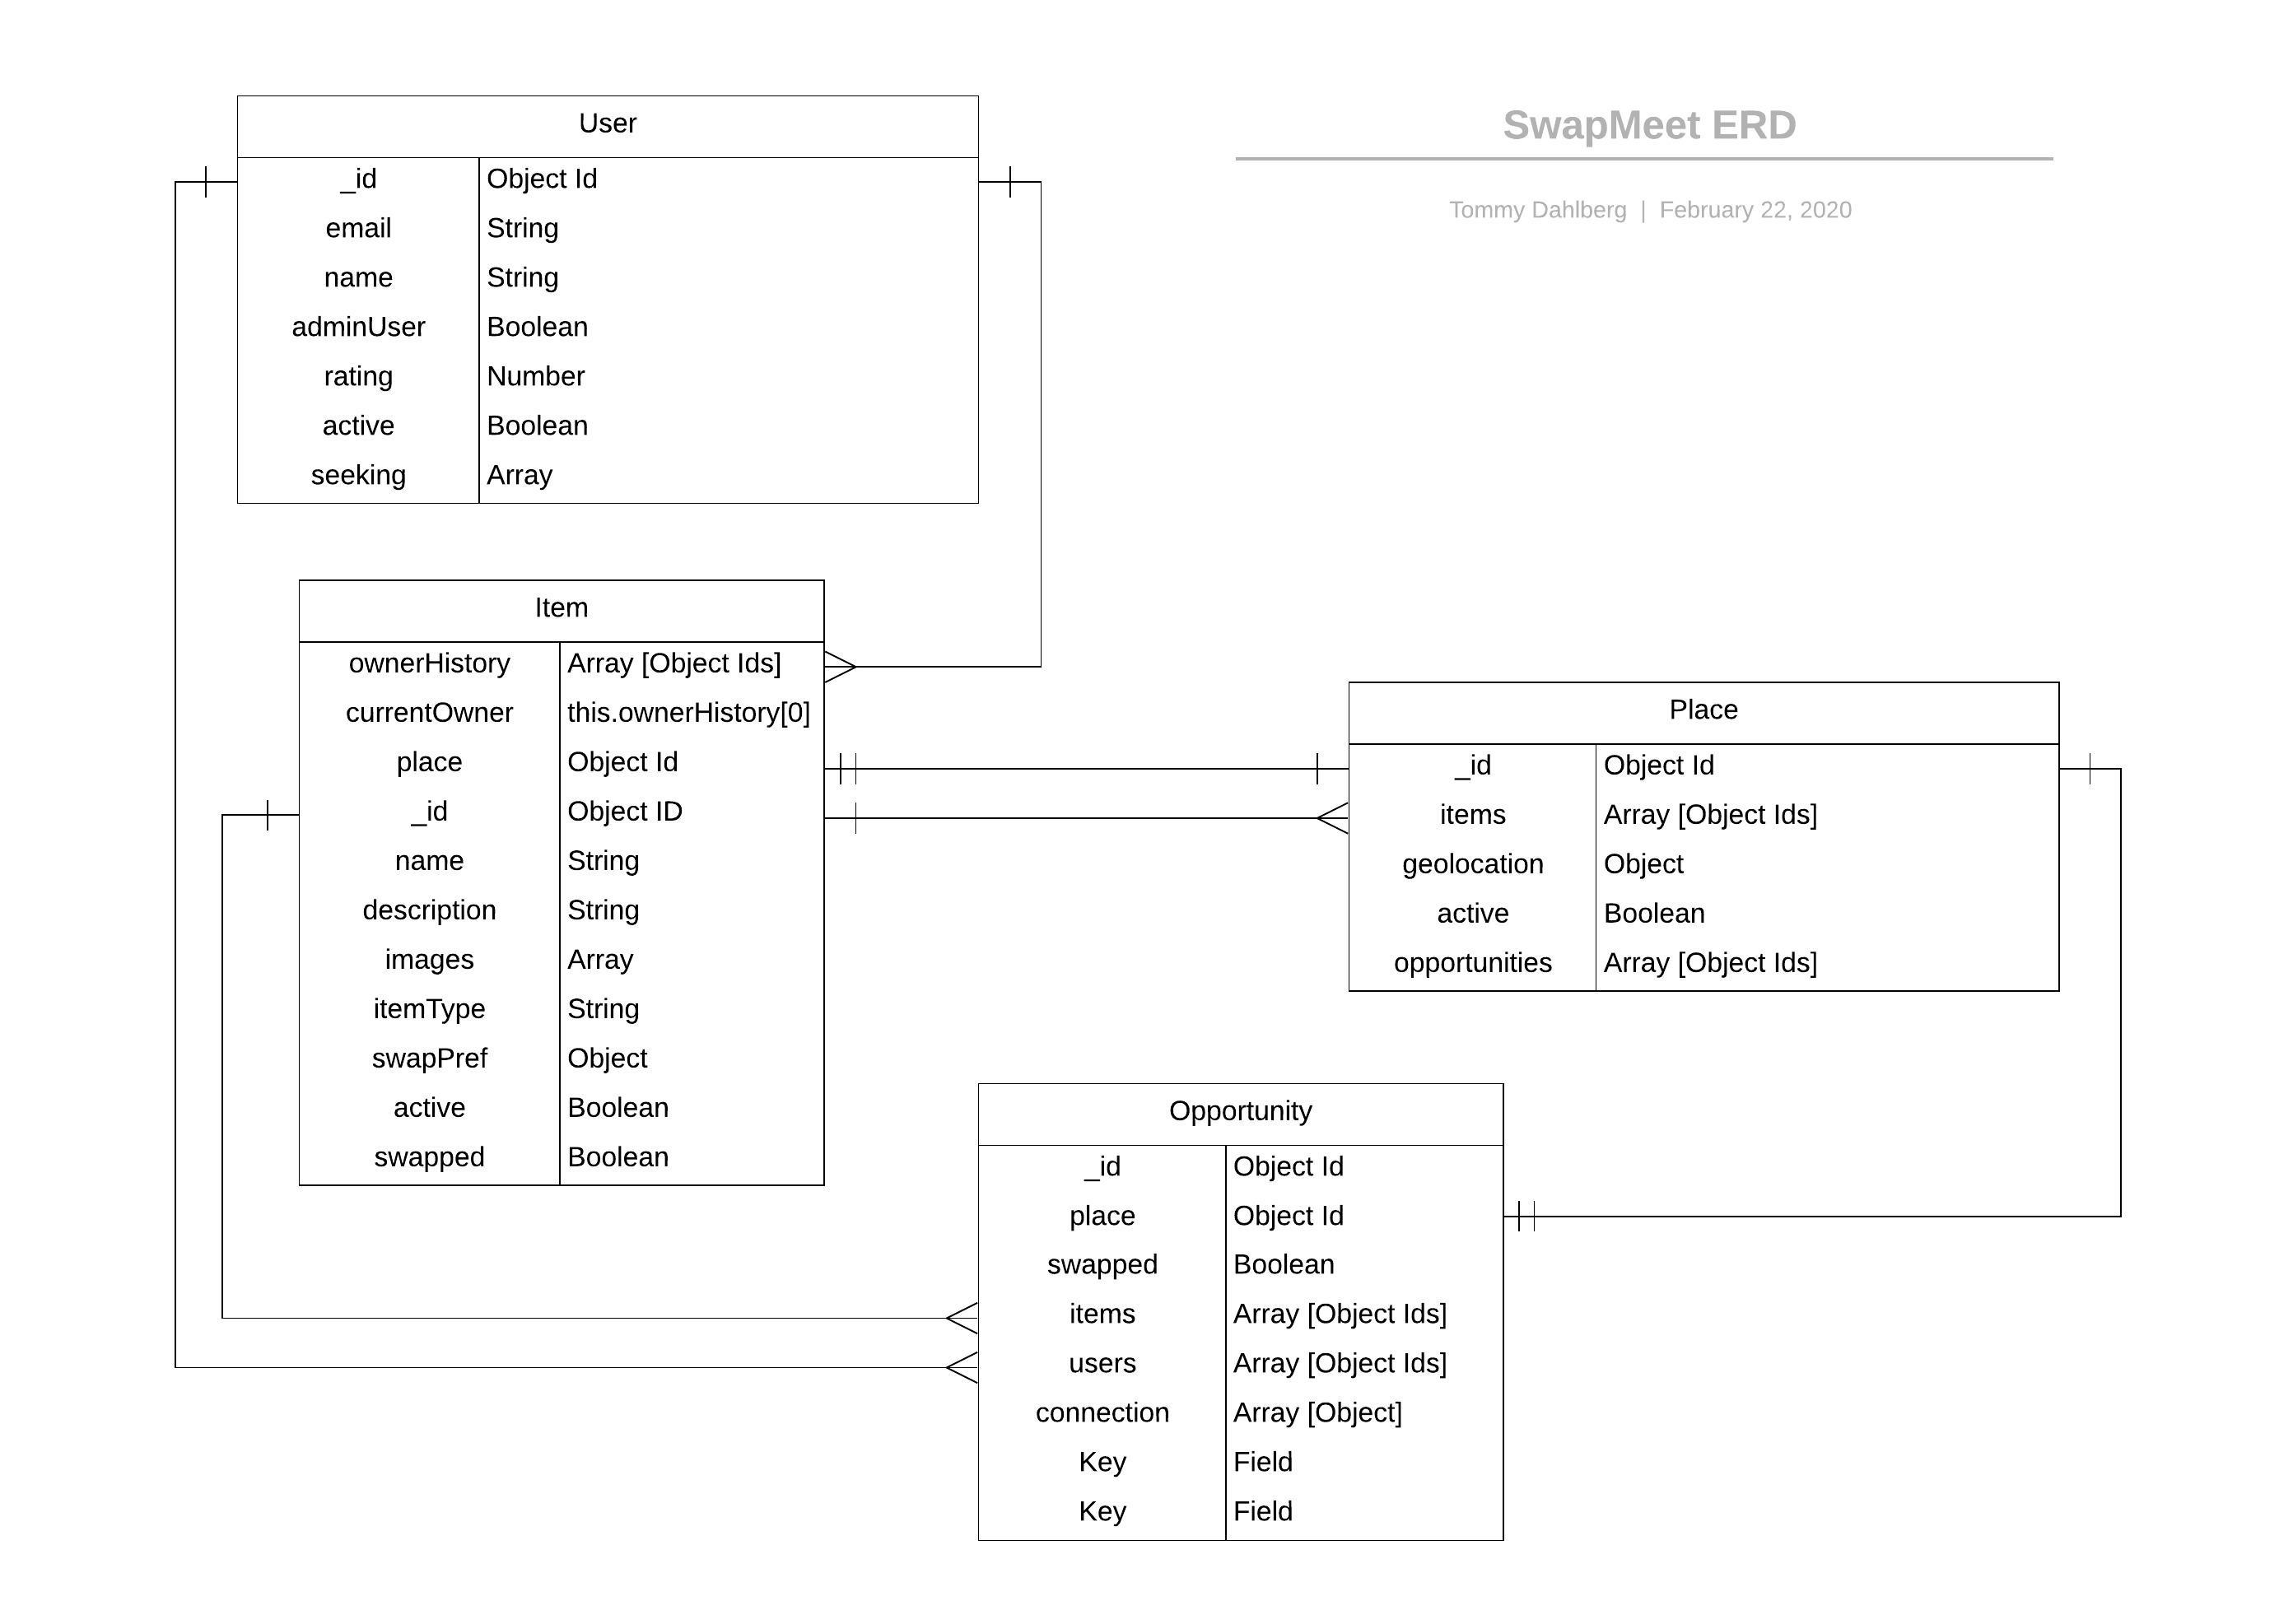 SwapMeet ERD
Tommy Dahlberg | February 22, 2020
User
_id Object Id
email String
name String
adminUser Boolean
rating Number
active Boolean
seeking Array
Item
ownerHistory Array [Object Ids]
currentOwner this.ownerHistory[0]
place Object Id
_id Object ID
name String
description String
images Array
itemType String
swapPref Object
active Boolean
swapped Boolean
Place
_id Object Id
items Array [Object Ids]
geolocation Object
active Boolean
opportunities Array [Object Ids]
Opportunity
_id Object Id
place Object Id
swapped Boolean
items Array [Object Ids]
users Array [Object Ids]
connection Array [Object]
Key Field
Key Field